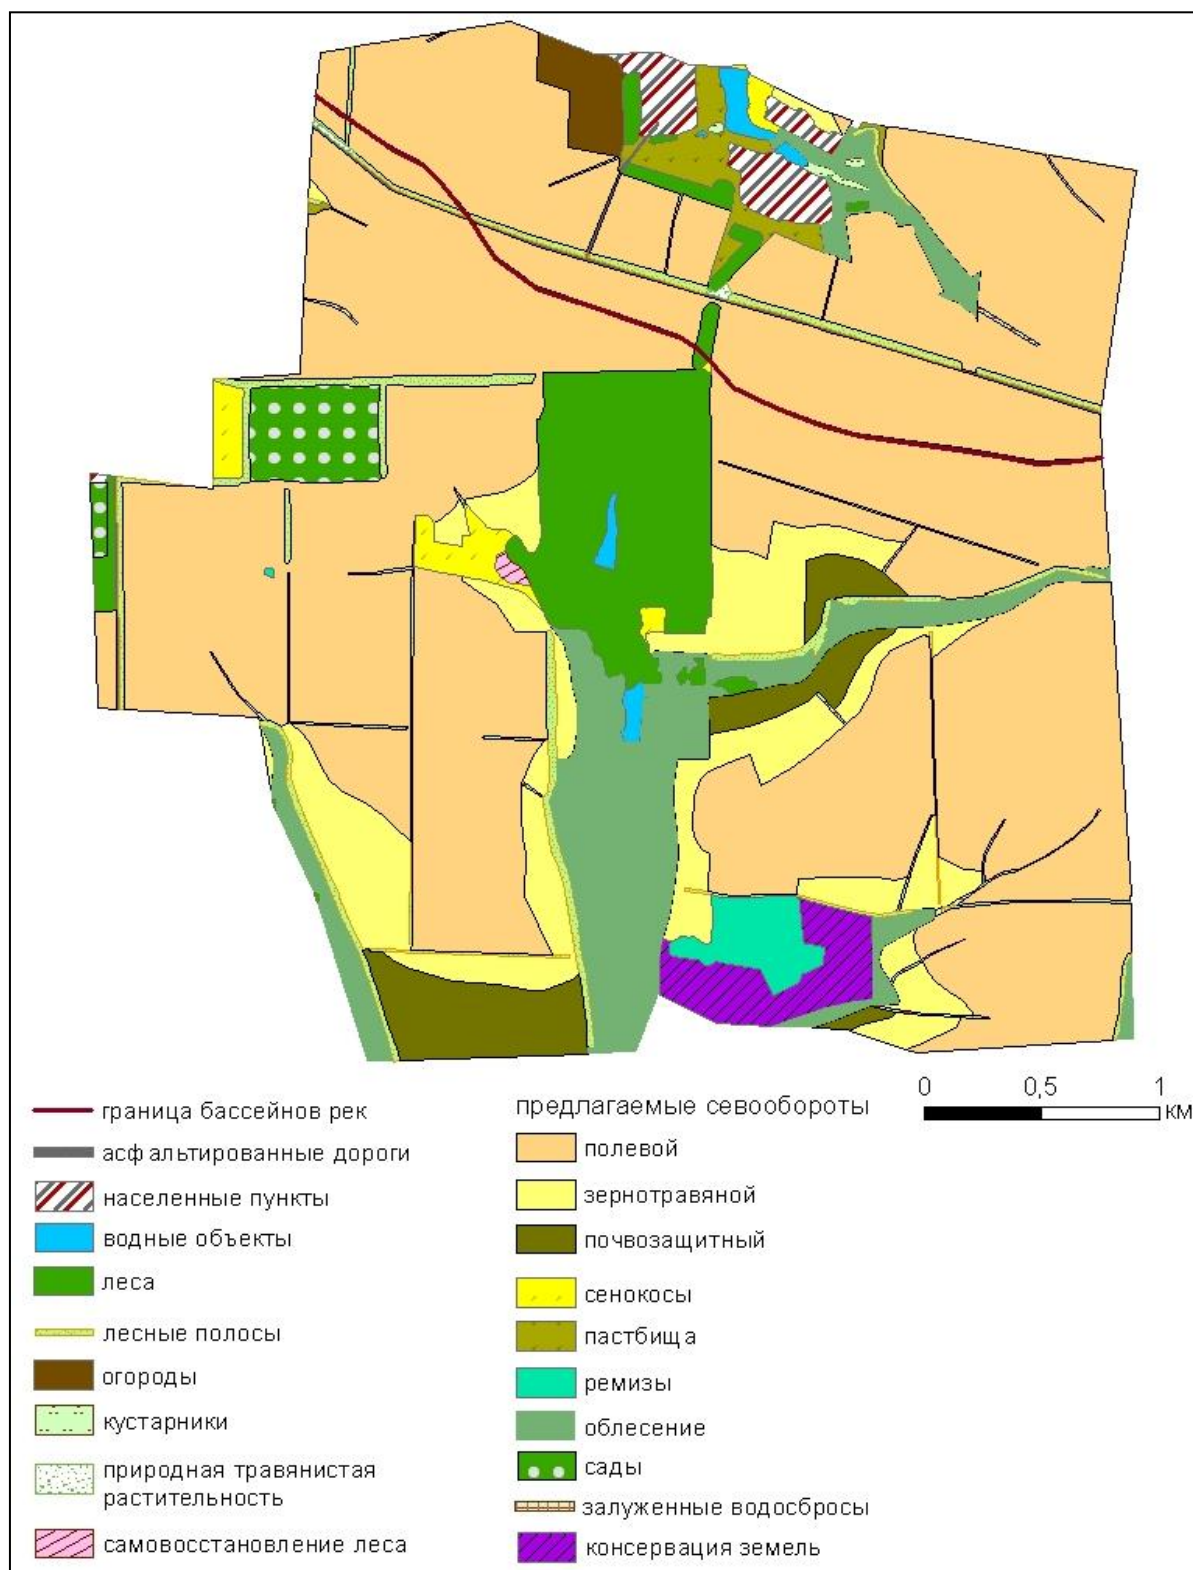 0 0,5 1
км
граница бассейнов рек
асфальтированные дороги
населенные пункты
водные объекты
леса
лесные полосы
огороды
кустарники
природная травянистая
растительность
самовосстановление леса
предлагаемые севообороты
полевой
зернотравяной
почвозащитный
сенокосы
пастбища
ремизы
облесение
сады
залуженные водосбросы
консервация земель